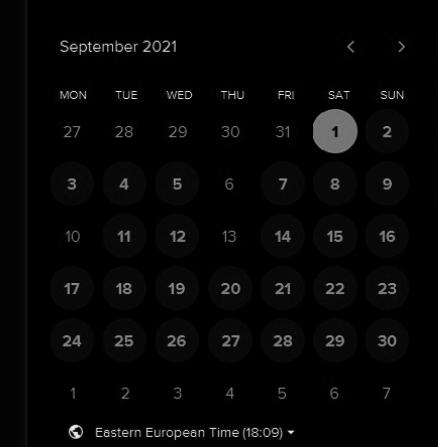 September 2021
MON TUE WED THU FRI SAT SUN
27 28 29 30 31 1 2
3 4 5 6 7 8 9
10 11 12 13 14 15 16
17 18 19 20 21 22 23
24 25 26 27 28 29 30
1 2 3 4 5 6 7
Eastern European Time (18:09)